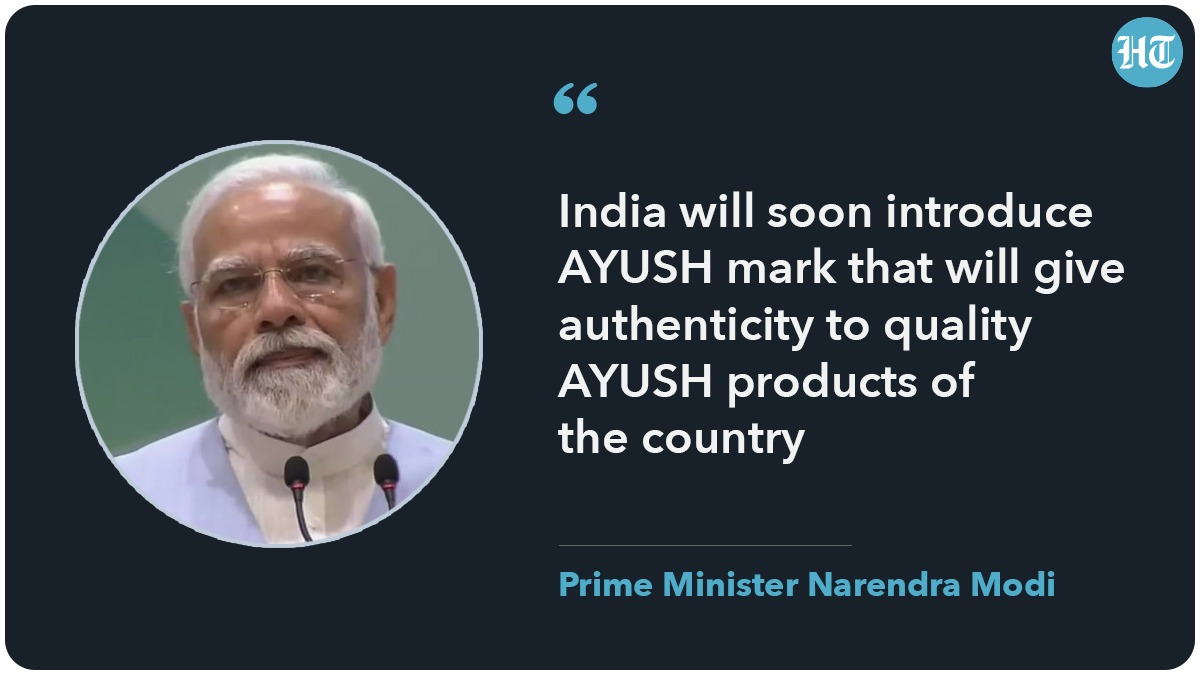 HT
“
India will soon introduce
AYUSH mark that will give
authenticity to quality
AYUSH products of
the country
Prime Minister Narendra Modi